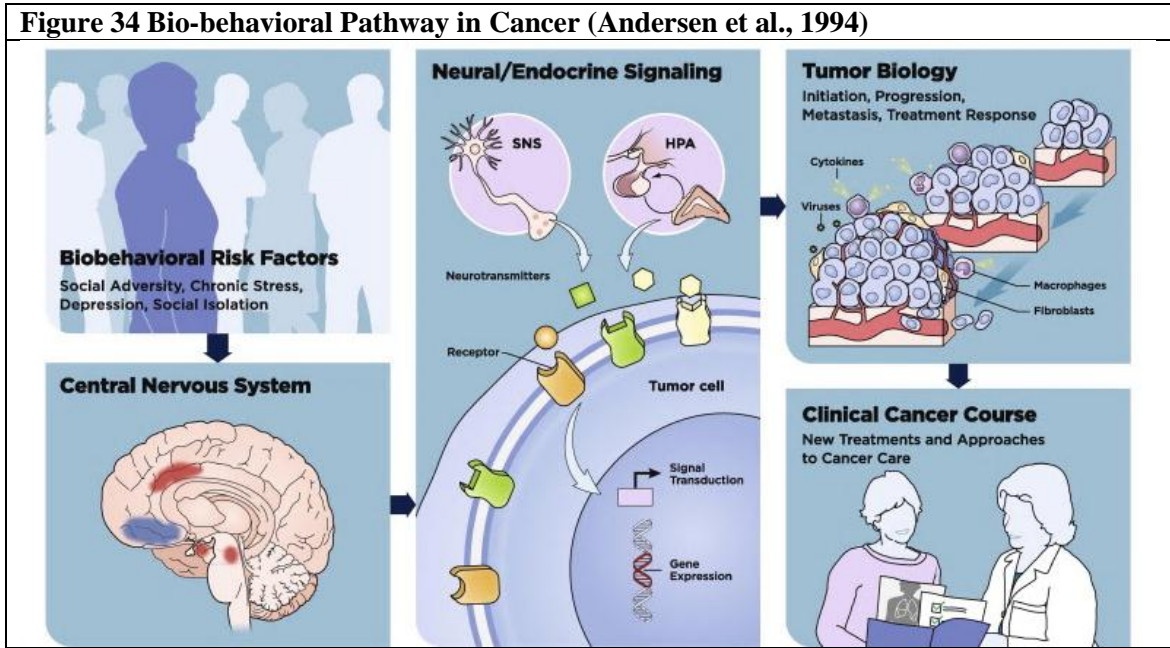 Figure 34 Bio-behavioral Pathway in Cancer (Andersen et al., 1994)
Biobehavioral Risk Factors
Social Adversity, Chronic Stress,
Depression, Social Isolation
Central Nervous System
Neural/Endocrine Signaling
SNS
HPA
Neurotransmitters
Receptor
Tumor cell
Signal
Transduction
Gene
Expression
Tumor Biology
Initiation, Progression,
Metastasis, Treatment Response
Cytokines
Viruses
Macrophages
Fibroblasts
Clinical Cancer Course
New Treatments and Approaches
to Cancer Care